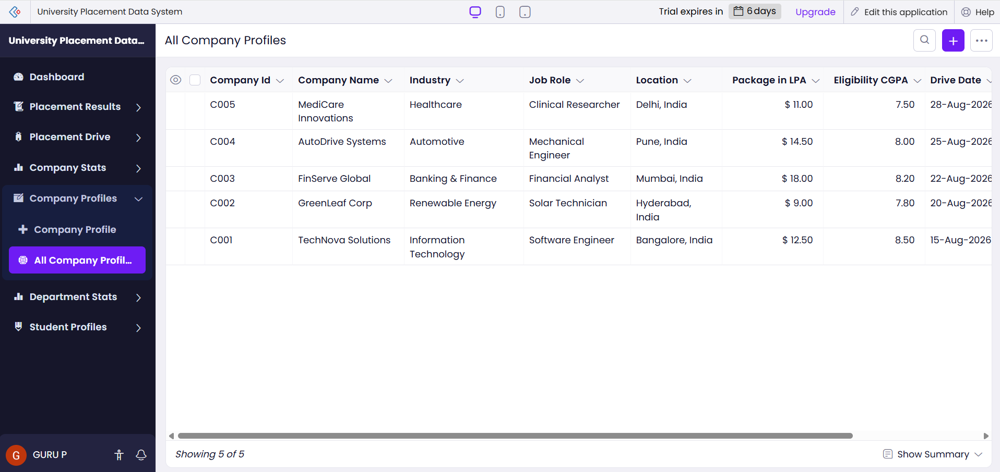 University Placement Data System
Trial expires in 6 days Upgrade Edit this application Help
University Placement Data...
All Company Profiles
Dashboard
Placement Results
Placement Drive
Company Stats
Company Profiles
Company Profile
All Company Profil...
Department Stats
Student Profiles
Company Id Company Name Industry Job Role Location Package in LPA Eligibility CGPA Drive Date
C005 MediCare Healthcare Clinical Researcher Delhi, India $ 11.00 7.50 28-Aug-2026
Innovations
C004 AutoDrive Systems Automotive Mechanical Pune, India $ 14.50 8.00 25-Aug-2026
Engineer
C003 FinServe Global Banking & Finance Financial Analyst Mumbai, India $ 18.00 8.20 22-Aug-2026
C002 GreenLeaf Corp Renewable Energy Solar Technician Hyderabad, $ 9.00 7.80 20-Aug-2026
India
C001 TechNova Solutions Information Software Engineer Bangalore, India $ 12.50 8.50 15-Aug-2026
Technology
G GURU P
Showing 5 of 5
Show Summary